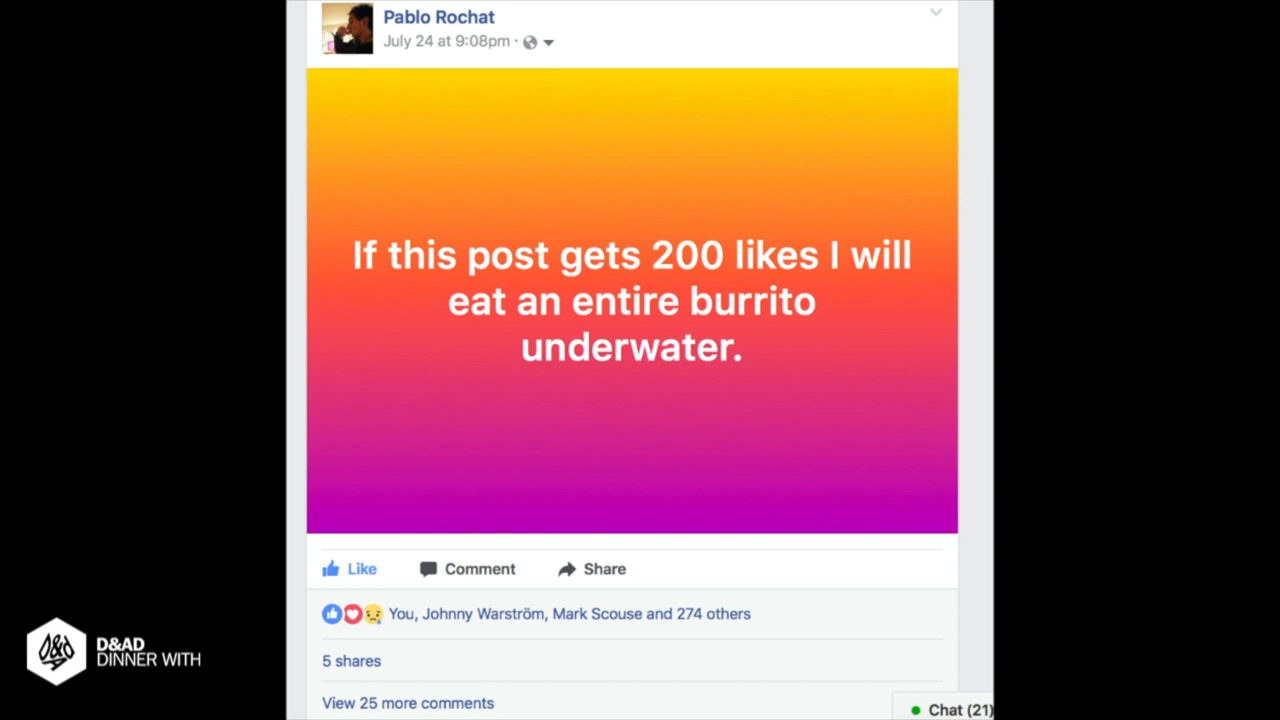 Pablo Rochat
July 24 at 9:08pm ·
If this post gets 200 likes I will
eat an entire burrito
underwater.
Like Comment Share
You, Johnny Warström, Mark Scouse and 274 others
5 shares
View 25 more comments
Chat (21)
D&AD
DINNER WITH